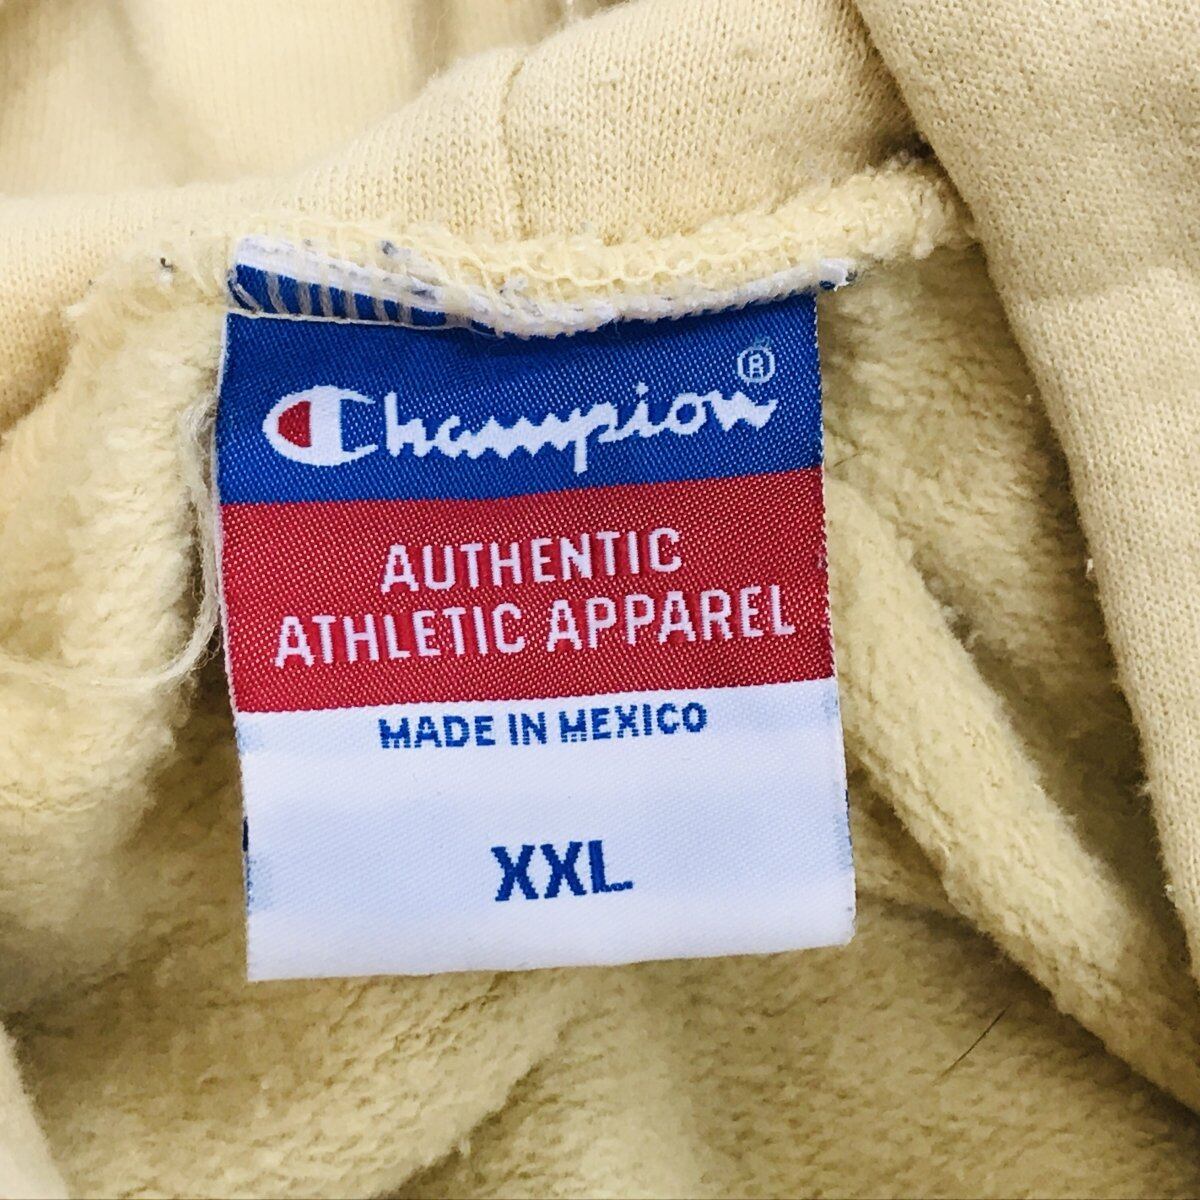 Champion®
AUTHENTIC
ATHLETIC APPAREL
MADE IN MEXICO
XXL